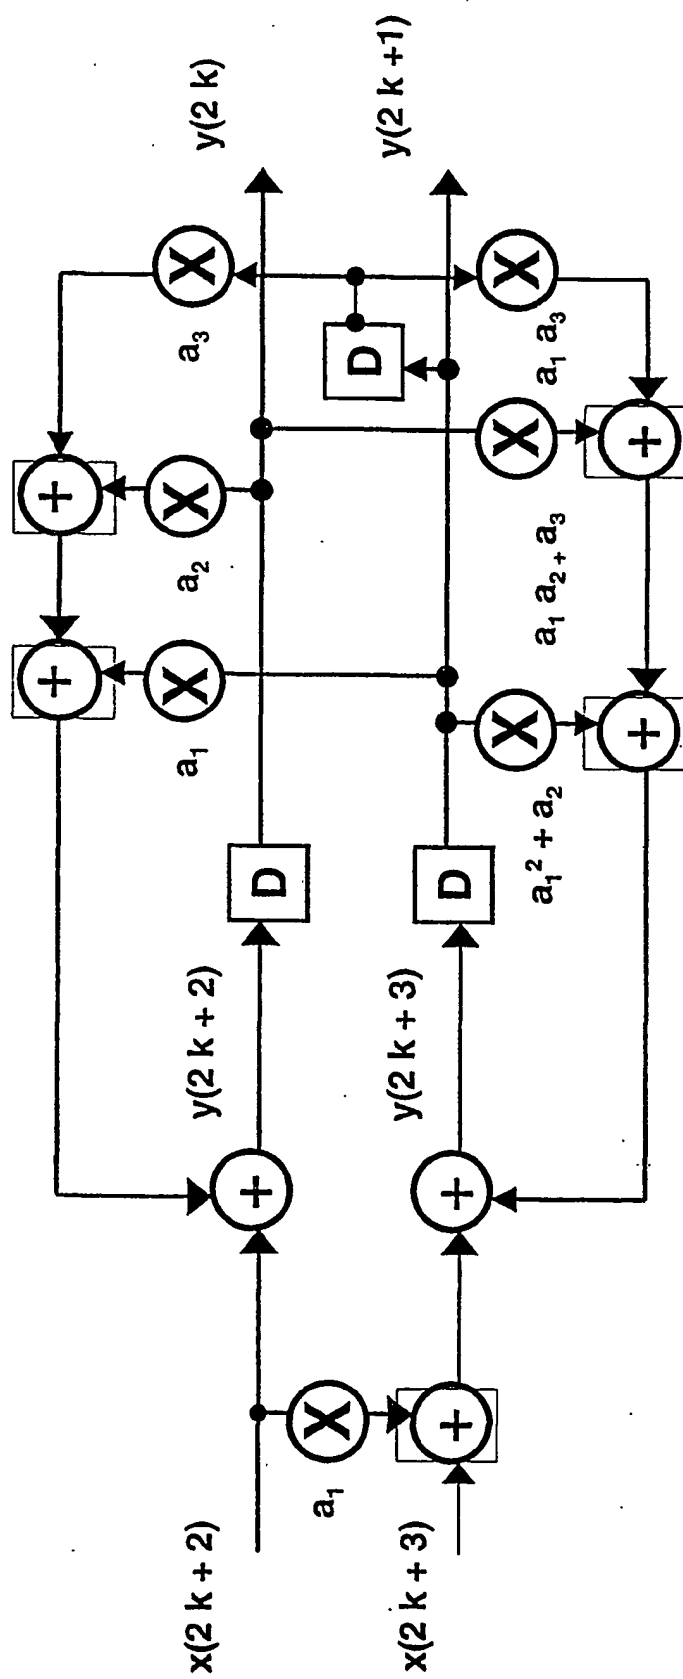 y(2 k)
y(2 k +1)
X
a₃
X
a₁ a₃
D
+
X
a₂
X
a₁ a₂ + a₃
+
+
X
a₁
X
a₁² + a₂
+
D
D
y(2 k + 2)
y(2 k + 3)
+
+
X
a₁
+
x(2 k + 2)
x(2 k + 3)